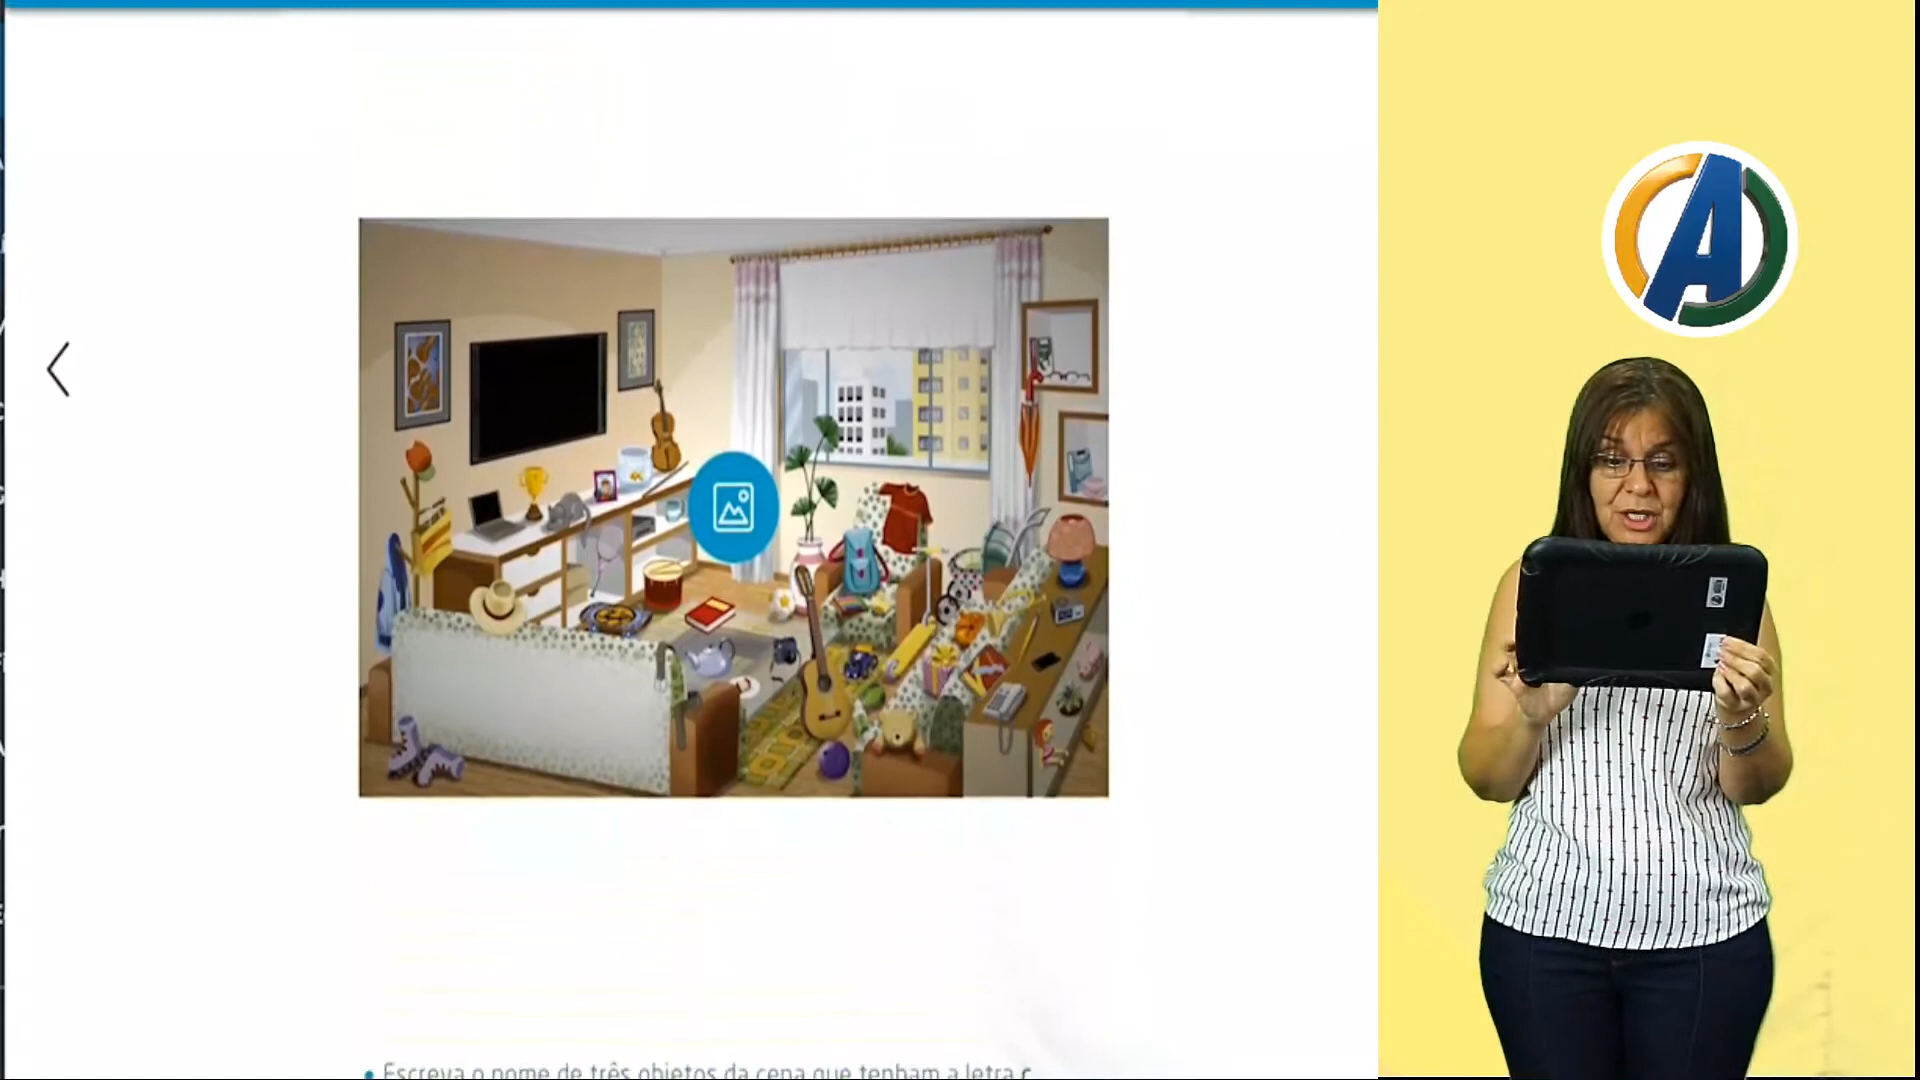 A
• Escreva o nome de três objetos da cena que tenham a letra